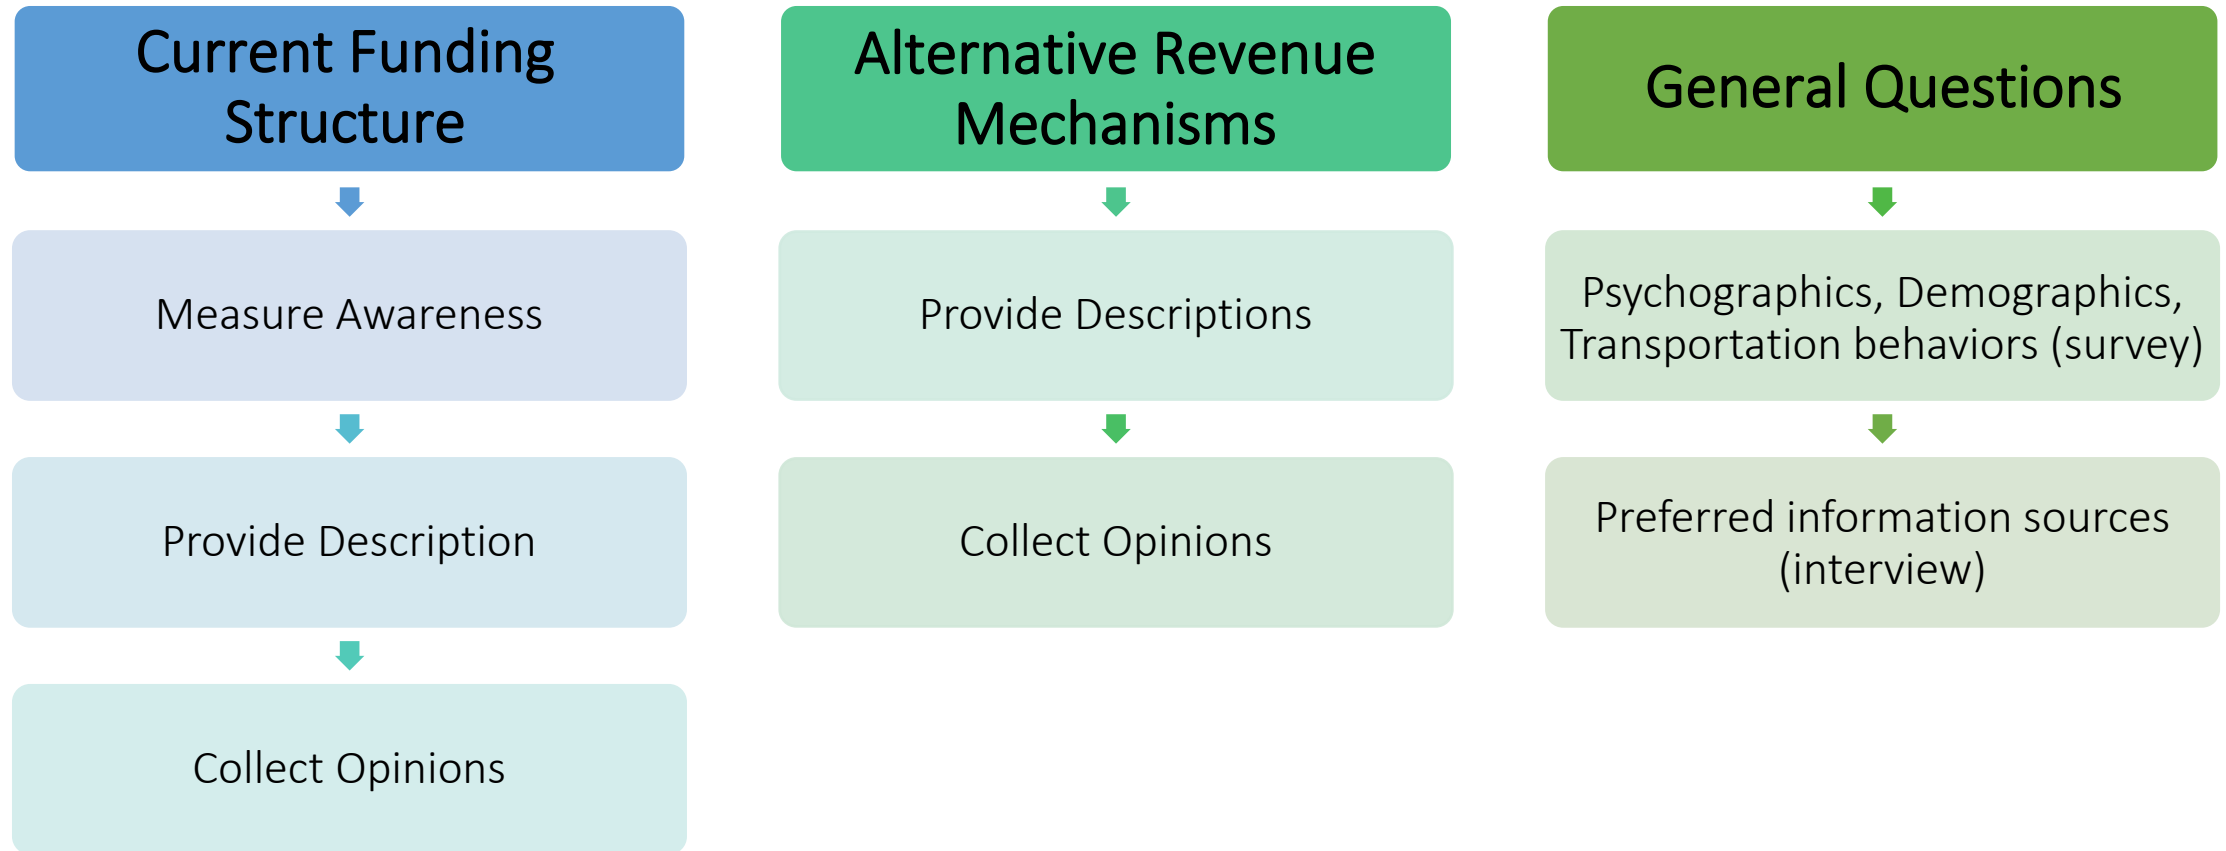 Current Funding
Structure
Measure Awareness
Provide Description
Collect Opinions
Alternative Revenue
Mechanisms
Provide Descriptions
Collect Opinions
General Questions
Psychographics, Demographics,
Transportation behaviors (survey)
Preferred information sources
(interview)